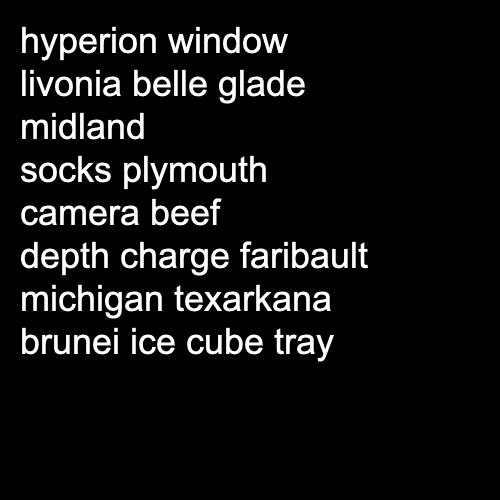 hyperion window
livonia belle glade
midland
socks plymouth
camera beef
depth charge faribault
michigan texarkana
brunei ice cube tray